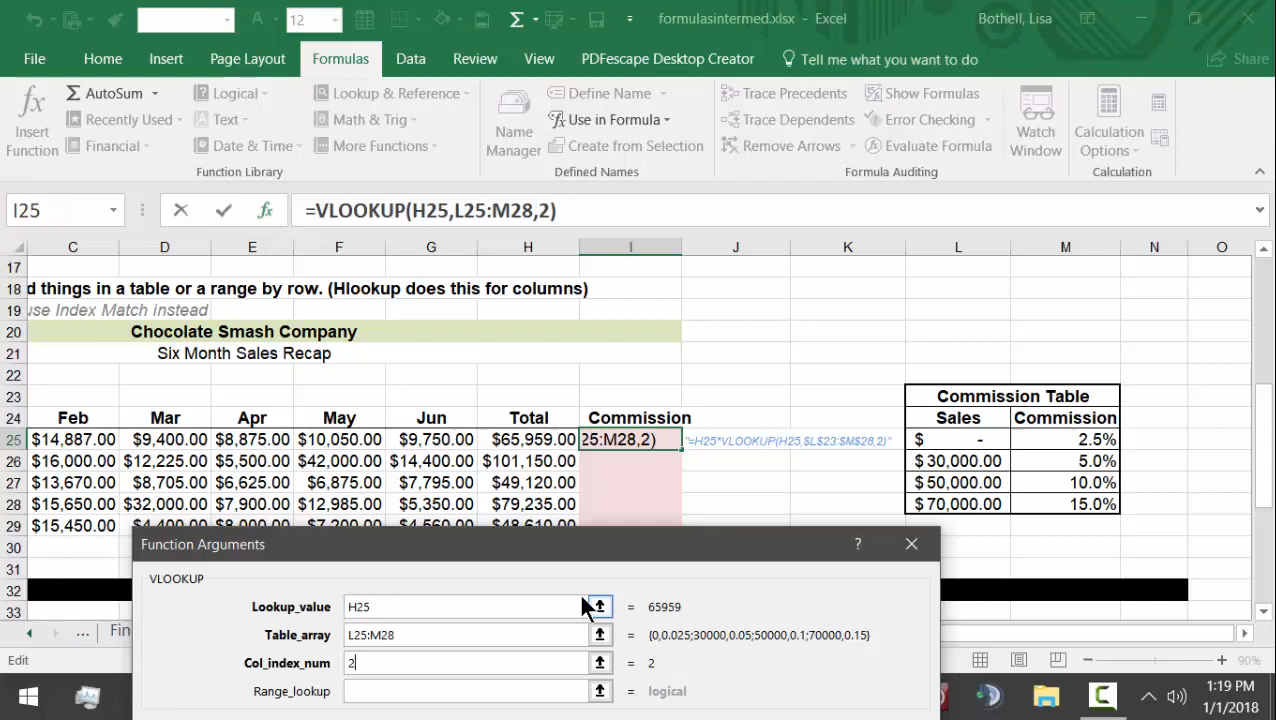 12 formulasintermed.xlsx - Excel Bothell, Lisa
File Home Insert Page Layout Formulas Data Review View PDFescape Desktop Creator Tell me what you want to do Share
fx Insert Function
Σ AutoSum Logical Lookup & Reference Define Name Trace Precedents Show Formulas
Recently Used Text Math & Trig Use in Formula Trace Dependents Error Checking
Financial Date & Time More Functions Create from Selection Remove Arrows Evaluate Formula
Name Manager Watch Window Calculation Options
Function Library Defined Names Formula Auditing Calculation
I25 fx =VLOOKUP(H25,L25:M28,2)
C D E F G H I J K L M N O
17
18 d things in a table or a range by row. (Hlookup does this for columns)
19 use Index Match instead
20 Chocolate Smash Company
21 Six Month Sales Recap
22
23 Commission Table
24 Feb Mar Apr May Jun Total Commission Sales Commission
25 $14,887.00 $9,400.00 $8,875.00 $10,050.00 $9,750.00 $65,959.00 25:M28,2) "=H25*VLOOKUP(H25,$L$23:$M$28,2)" $ - 2.5%
26 $16,000.00 $12,225.00 $5,500.00 $42,000.00 $14,400.00 $101,150.00 $ 30,000.00 5.0%
27 $13,670.00 $8,705.00 $6,625.00 $6,875.00 $7,795.00 $49,120.00 $ 50,000.00 10.0%
28 $15,650.00 $32,000.00 $7,900.00 $12,985.00 $5,350.00 $79,235.00 $ 70,000.00 15.0%
29 $15,450.00 $4,400.00 $8,000.00 $7,200.00 $4,560.00 $48,610.00
30 Function Arguments ?
31
32 VLOOKUP
33 Lookup_value H25 = 65959
Table_array L25:M28 = {0,0.025;30000,0.05;50000,0.1;70000,0.15}
Col_index_num 2 = 2
Range_lookup = logical
... Fin
Edit 90%
1:19 PM
1/1/2018